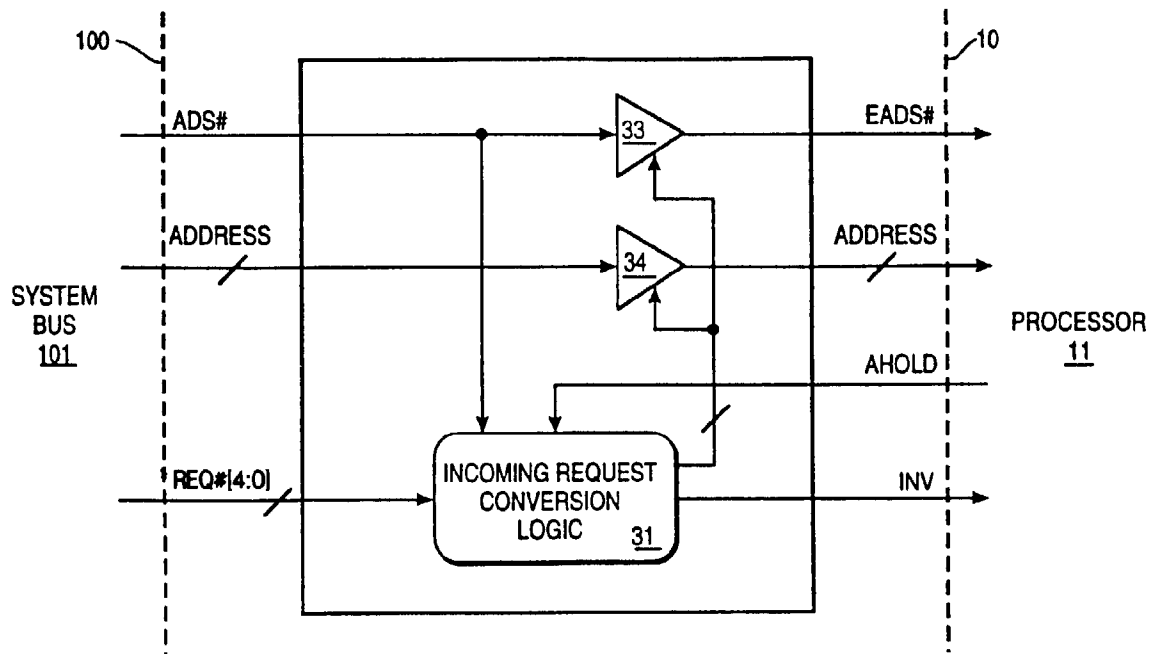 100
10
ADS#
33
EADS#
ADDRESS
34
ADDRESS
SYSTEM
BUS
101
PROCESSOR
11
AHOLD
REQ#[4:0]
INCOMING REQUEST
CONVERSION
LOGIC
31
INV